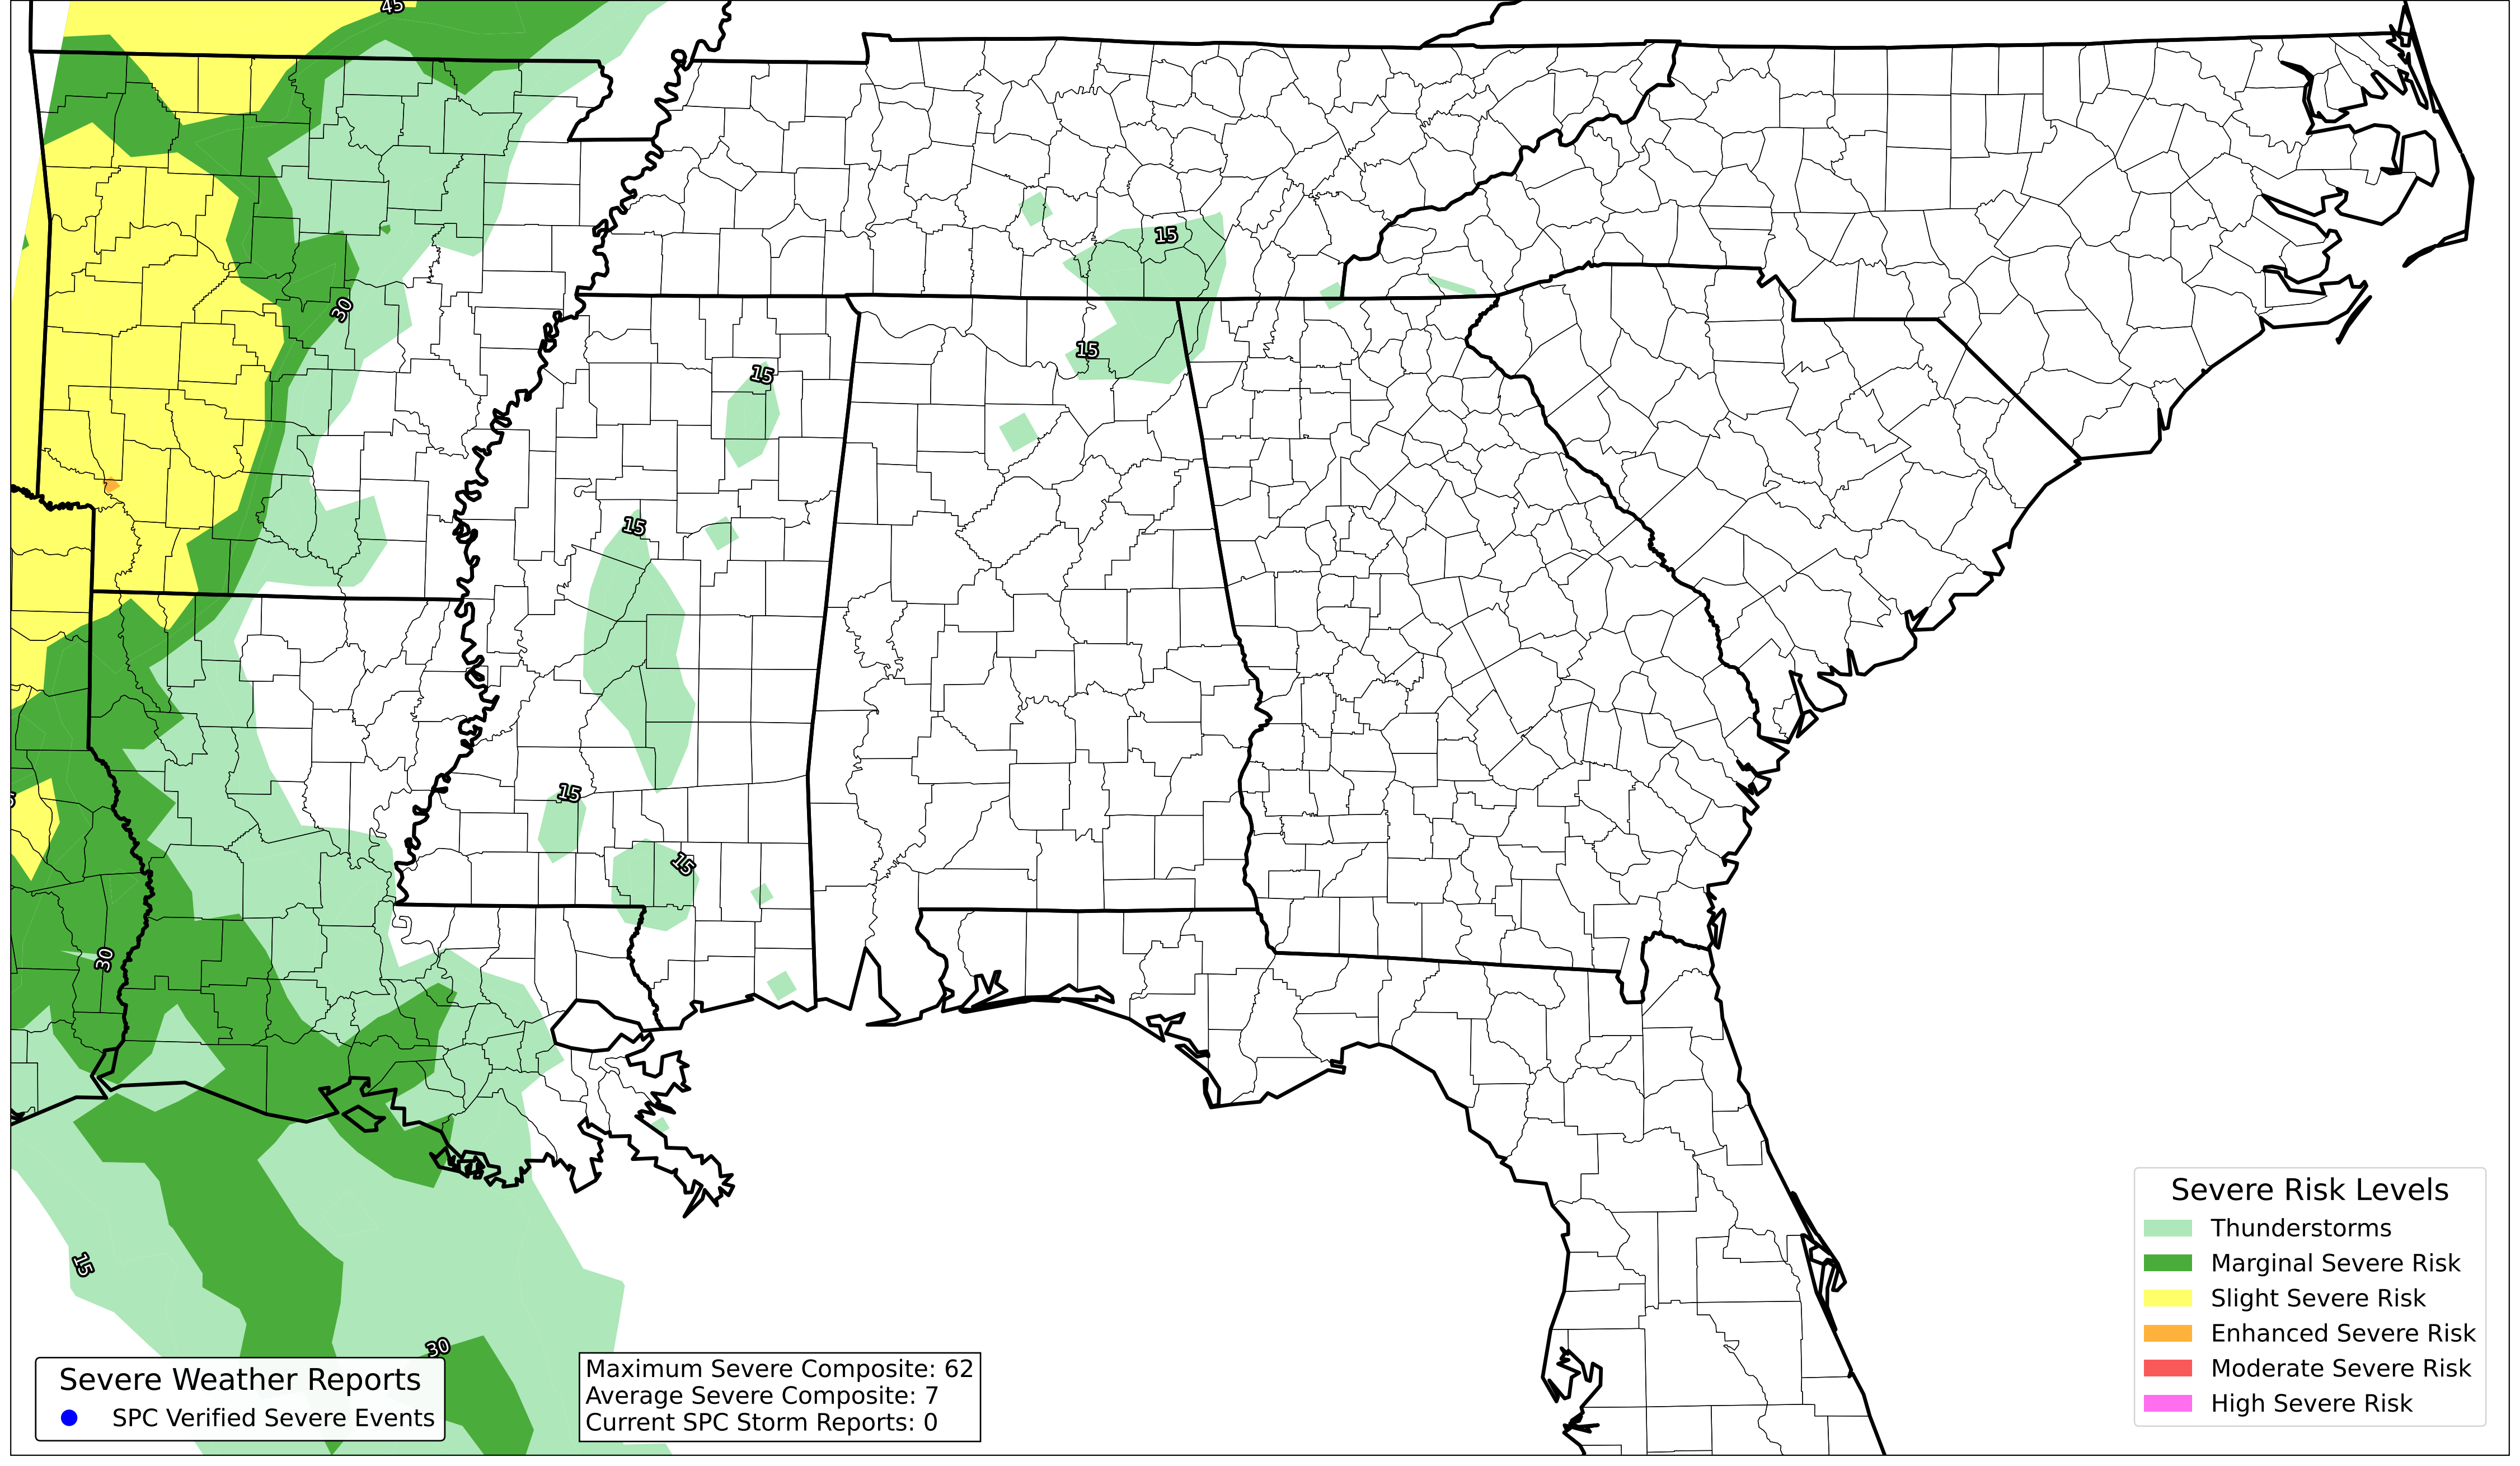 45
15
30
15
15
15
15
15
30
15
30
Severe Risk Levels
Thunderstorms
Marginal Severe Risk
Slight Severe Risk
Enhanced Severe Risk
Moderate Severe Risk
High Severe Risk
Severe Weather Reports
SPC Verified Severe Events
Maximum Severe Composite: 62
Average Severe Composite: 7
Current SPC Storm Reports: 0